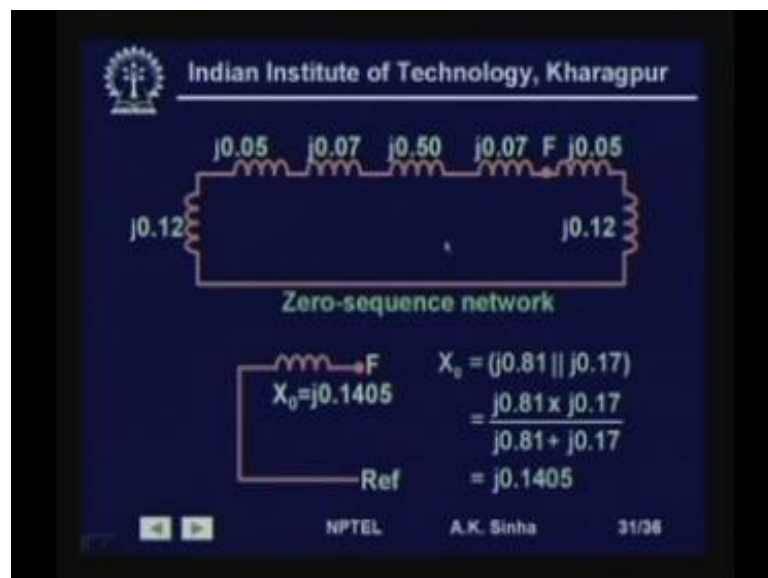 Indian Institute of Technology, Kharagpur
j0.05 j0.07 j0.50 j0.07 F j0.05
j0.12 j0.12
Zero-sequence network
F
X₀=j0.1405
Ref
X₀ = (j0.81 || j0.17)
= j0.81 x j0.17
j0.81 + j0.17
= j0.1405
NPTEL A.K. Sinha 31/36